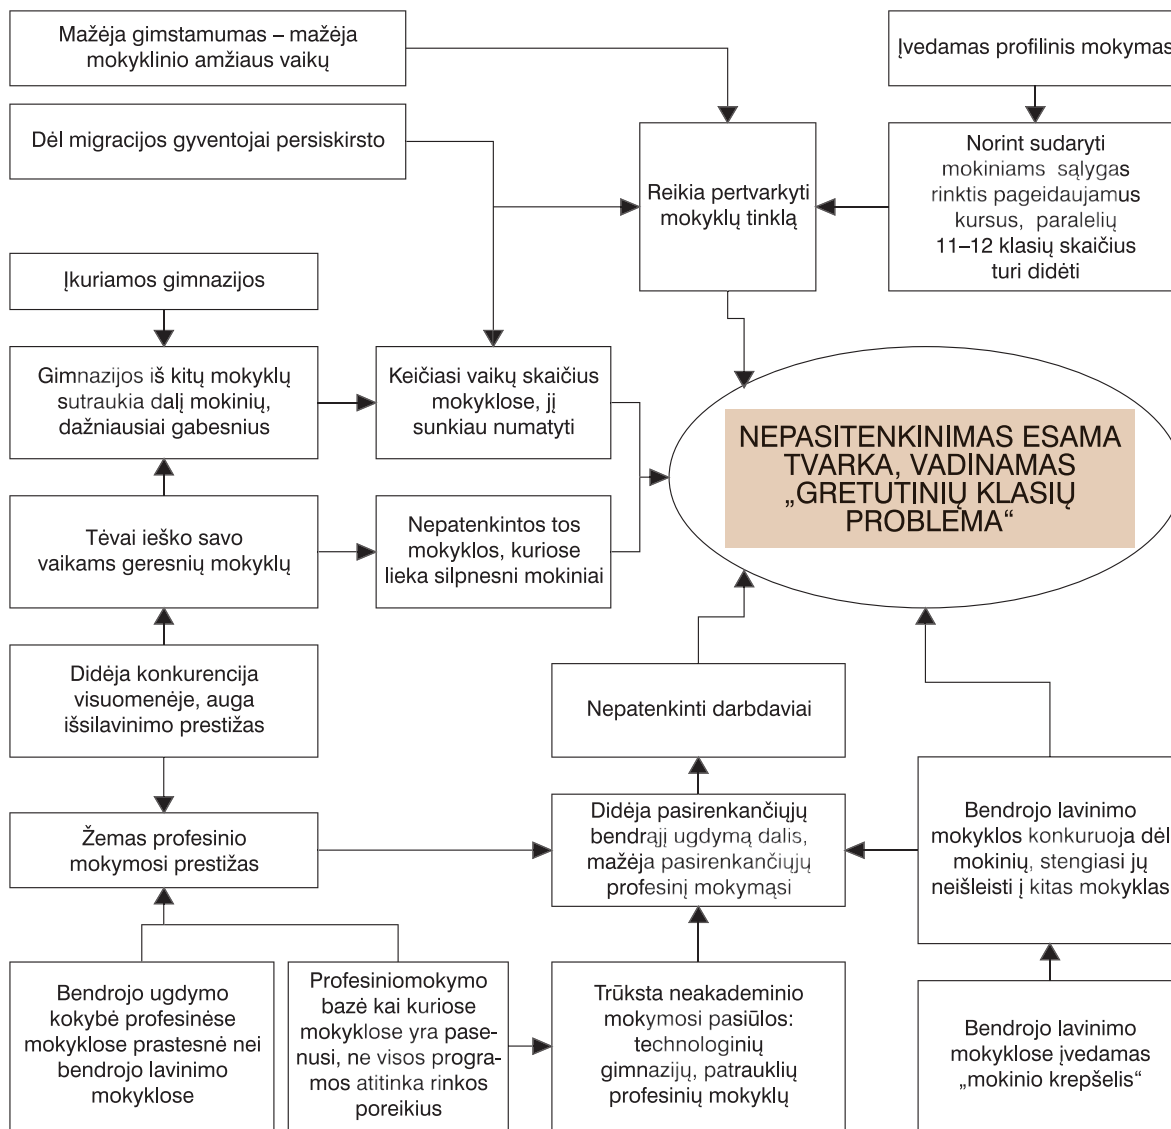 Mažėja gimstamumas – mažėja
mokyklinio amžiaus vaikų
Įvedamas profilinis mokymas
Dėl migracijos gyventojai persiskirsto
Reikia pertvarkyti
mokyklų tinklą
Norint sudaryti
mokiniams sąlygas
rinktis pageidaujamus
kursus, paralelių
11–12 klasių skaičius
turi didėti
Įkuriamos gimnazijos
Gimnazijos iš kitų mokyklų
sutraukia dalį mokinių,
dažniausiai gabesnius
Keičiasi vaikų skaičius
mokyklose, jį
sunkiau numatyti
NEPASITENKINIMAS ESAMA
TVARKA, VADINAMAS
„GRETUTINIŲ KLASIŲ
PROBLEMA“
Tėvai ieško savo
vaikams geresnių mokyklų
Nepatenkintos tos
mokyklos, kuriose
lieka silpnesni mokiniai
Didėja konkurencija
visuomenėje, auga
išsilavinimo prestižas
Nepatenkinti darbdaviai
Žemas profesinio
mokymosi prestižas
Didėja pasirenkančiųjų
bendrąjį ugdymą dalis,
mažėja pasirenkančiųjų
profesinį mokymąsi
Bendrojo lavinimo
mokyklos konkuruoja dėl
mokinių, stengiasi jų
neišleisti į kitas mokyklas
Bendrojo ugdymo
kokybė profesinėse
mokyklose prastesnė nei
bendrojo lavinimo
mokyklose
Profesiniomokymo
bazė kai kuriose
mokyklose yra pase-
nusi, ne visos progra-
mos atitinka rinkos
poreikius
Trūksta neakademinio
mokymosi pasiūlos:
technologinių
gimnazijų, patrauklių
profesinių mokyklų
Bendrojo lavinimo
mokyklose įvedamas
„mokinio krepšelis“